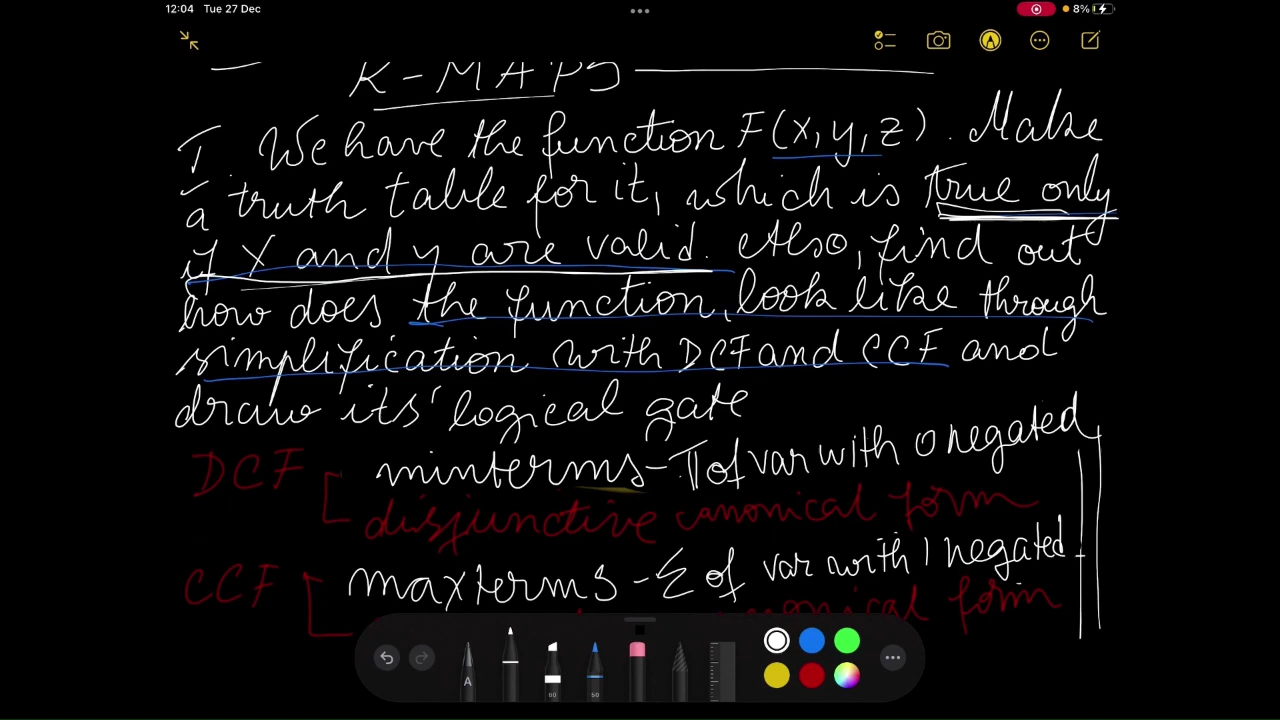 12:04 Tue 27 Dec
8%
K-MAPS
I We have the function F(x,y,z). Make
a truth table for it, which is true only
if X and y are valid. Also, find out
how does the function look like through
simplification with DCF and CCF and
draw its' logical gate
DCF minterms - π of var with 0 negated
disjunctive canonical form
CCF maxterms - Σ of var with 1 negated
canonical form
A
80
50